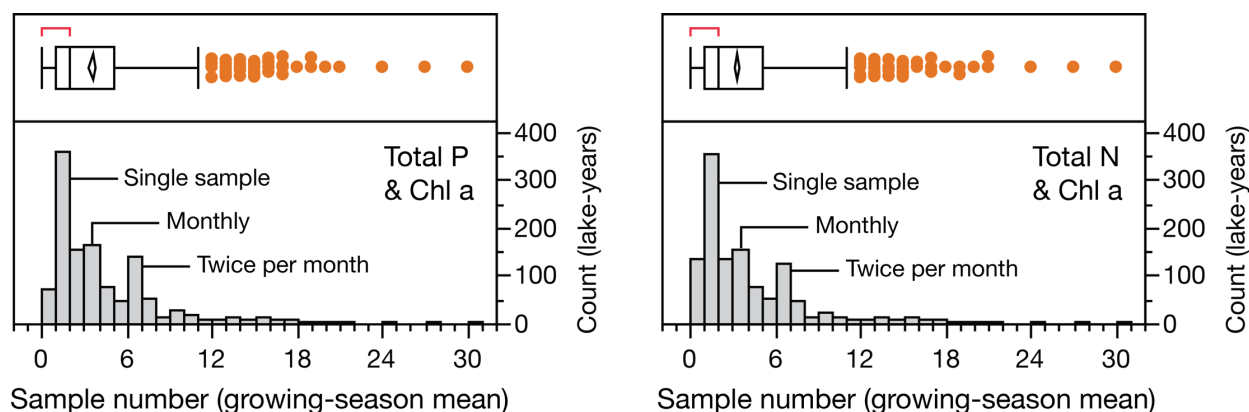 Total P
& Chl a
Single sample
Monthly
Twice per month
400
300
200
100
0
Count (lake-years)
0 6 12 18 24 30
Sample number (growing-season mean)
Total N
& Chl a
Single sample
Monthly
Twice per month
400
300
200
100
0
Count (lake-years)
0 6 12 18 24 30
Sample number (growing-season mean)